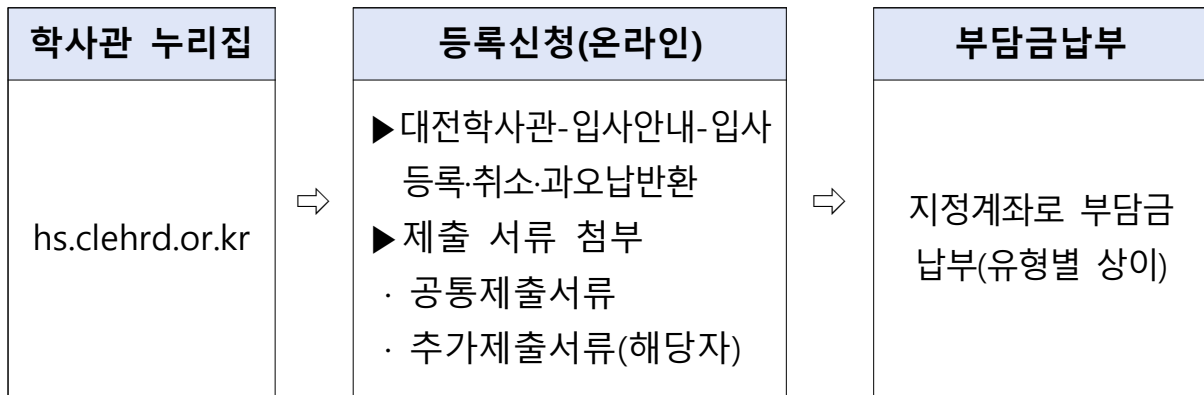 학사관 누리집
hs.clehrd.or.kr
⇨
등록신청(온라인)
▶대전학사관-입사안내-입사
등록·취소·과오납반환
▶제출 서류 첨부
· 공통제출서류
· 추가제출서류(해당자)
⇨
부담금납부
지정계좌로 부담금
납부(유형별 상이)